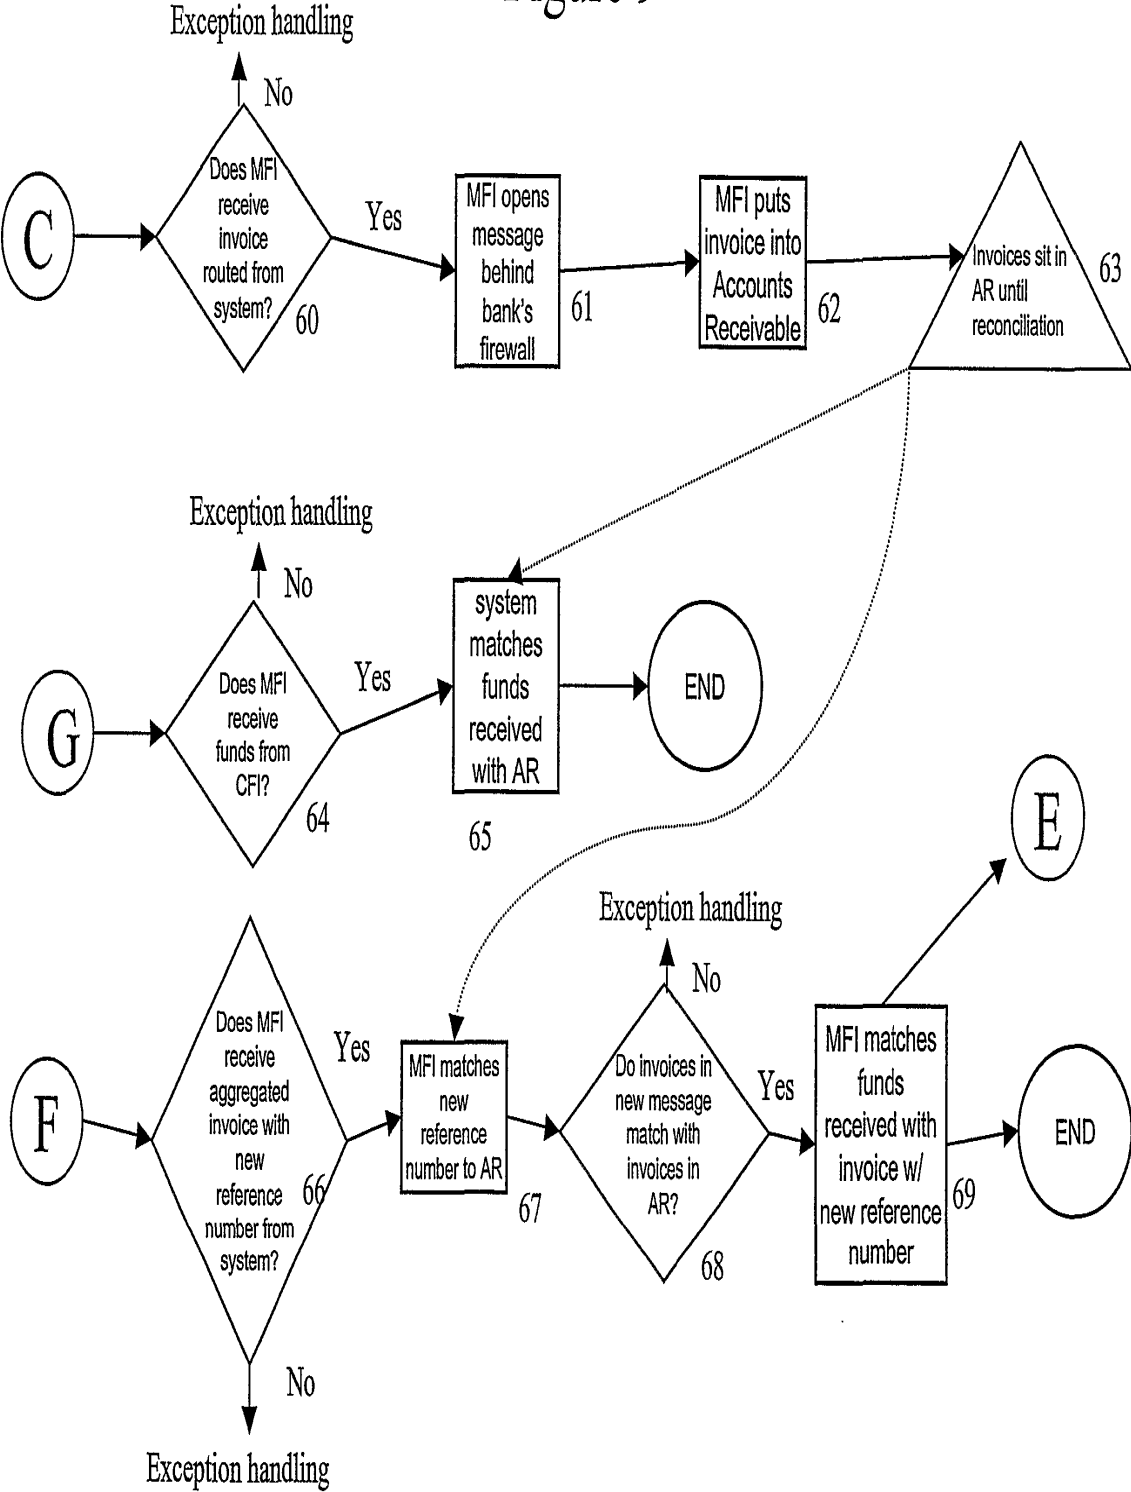 Exception handling
No
C
Does MFI
receive
invoice
routed from
system?
60
Yes
MFI opens
message
behind
bank's
firewall
61
MFI puts
invoice into
Accounts
Receivable
62
Invoices sit in
AR until
reconciliation
63
Exception handling
No
G
Does MFI
receive
funds from
CFI?
64
Yes
system
matches
funds
received
with AR
65
END
E
F
Does MFI
receive
aggregated
invoice with
new
reference
number from
system?
66
Yes
No
Exception handling
MFI matches
new
reference
number to AR
67
Exception handling
No
Do invoices in
new message
match with
invoices in
AR?
68
Yes
MFI matches
funds
received with
invoice w/
new reference
number
69
END